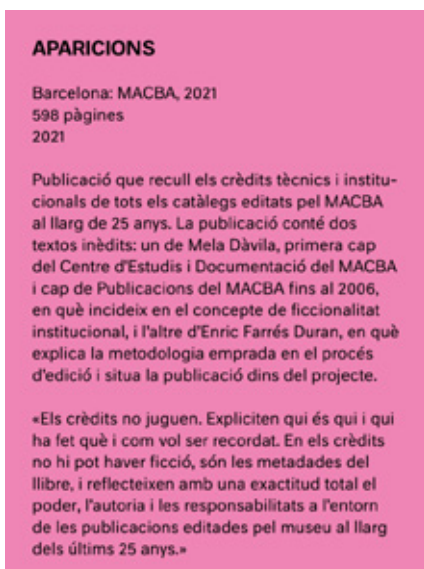 APARICIONS
Barcelona: MACBA, 2021
598 pàgines
2021
Publicació que recull els crèdits tècnics i institu-
cionals de tots els catàlegs editats pel MACBA
al llarg de 25 anys. La publicació conté dos
textos inèdits: un de Mela Dàvila, primera cap
del Centre d'Estudis i Documentació del MACBA
i cap de Publicacions del MACBA fins al 2006,
en què incideix en el concepte de ficcionalitat
institucional, i l'altre d'Enric Farrés Duran, en què
explica la metodologia emprada en el procés
d'edició i situa la publicació dins del projecte.
«Els crèdits no juguen. Expliciten qui és qui i qui
ha fet què i com vol ser recordat. En els crèdits
no hi pot haver ficció, són les metadades del
llibre, i reflecteixen amb una exactitud total el
poder, l'autoria i les responsabilitats a l'entorn
de les publicacions editades pel museu al llarg
dels últims 25 anys.»